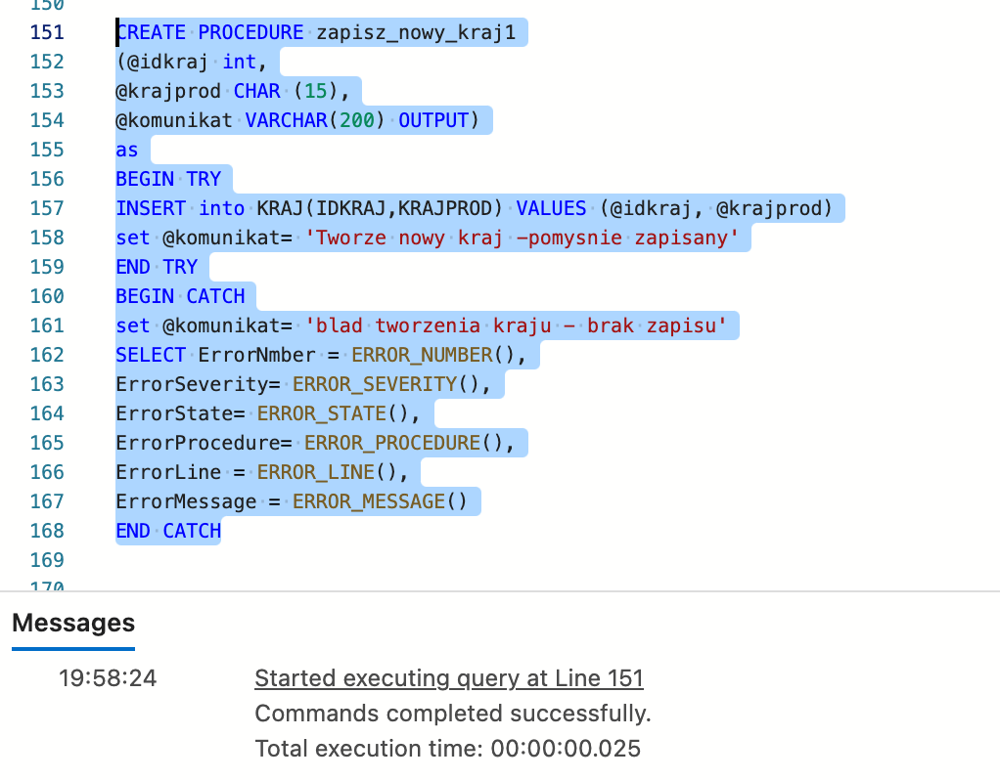 150
151 CREATE PROCEDURE zapisz_nowy_kraj1
152 (@idkraj int,
153 @krajprod CHAR (15),
154 @komunikat VARCHAR(200) OUTPUT)
155 as
156 BEGIN TRY
157 INSERT into KRAJ(IDKRAJ,KRAJPROD) VALUES (@idkraj, @krajprod)
158 set @komunikat= 'Tworze nowy kraj -pomysnie zapisany'
159 END TRY
160 BEGIN CATCH
161 set @komunikat= 'blad tworzenia kraju - brak zapisu'
162 SELECT ErrorNmber = ERROR_NUMBER(),
163 ErrorSeverity= ERROR_SEVERITY(),
164 ErrorState= ERROR_STATE(),
165 ErrorProcedure= ERROR_PROCEDURE(),
166 ErrorLine = ERROR_LINE(),
167 ErrorMessage = ERROR_MESSAGE()
168 END CATCH
169
170
Messages
19:58:24 Started executing query at Line 151
Commands completed successfully.
Total execution time: 00:00:00.025